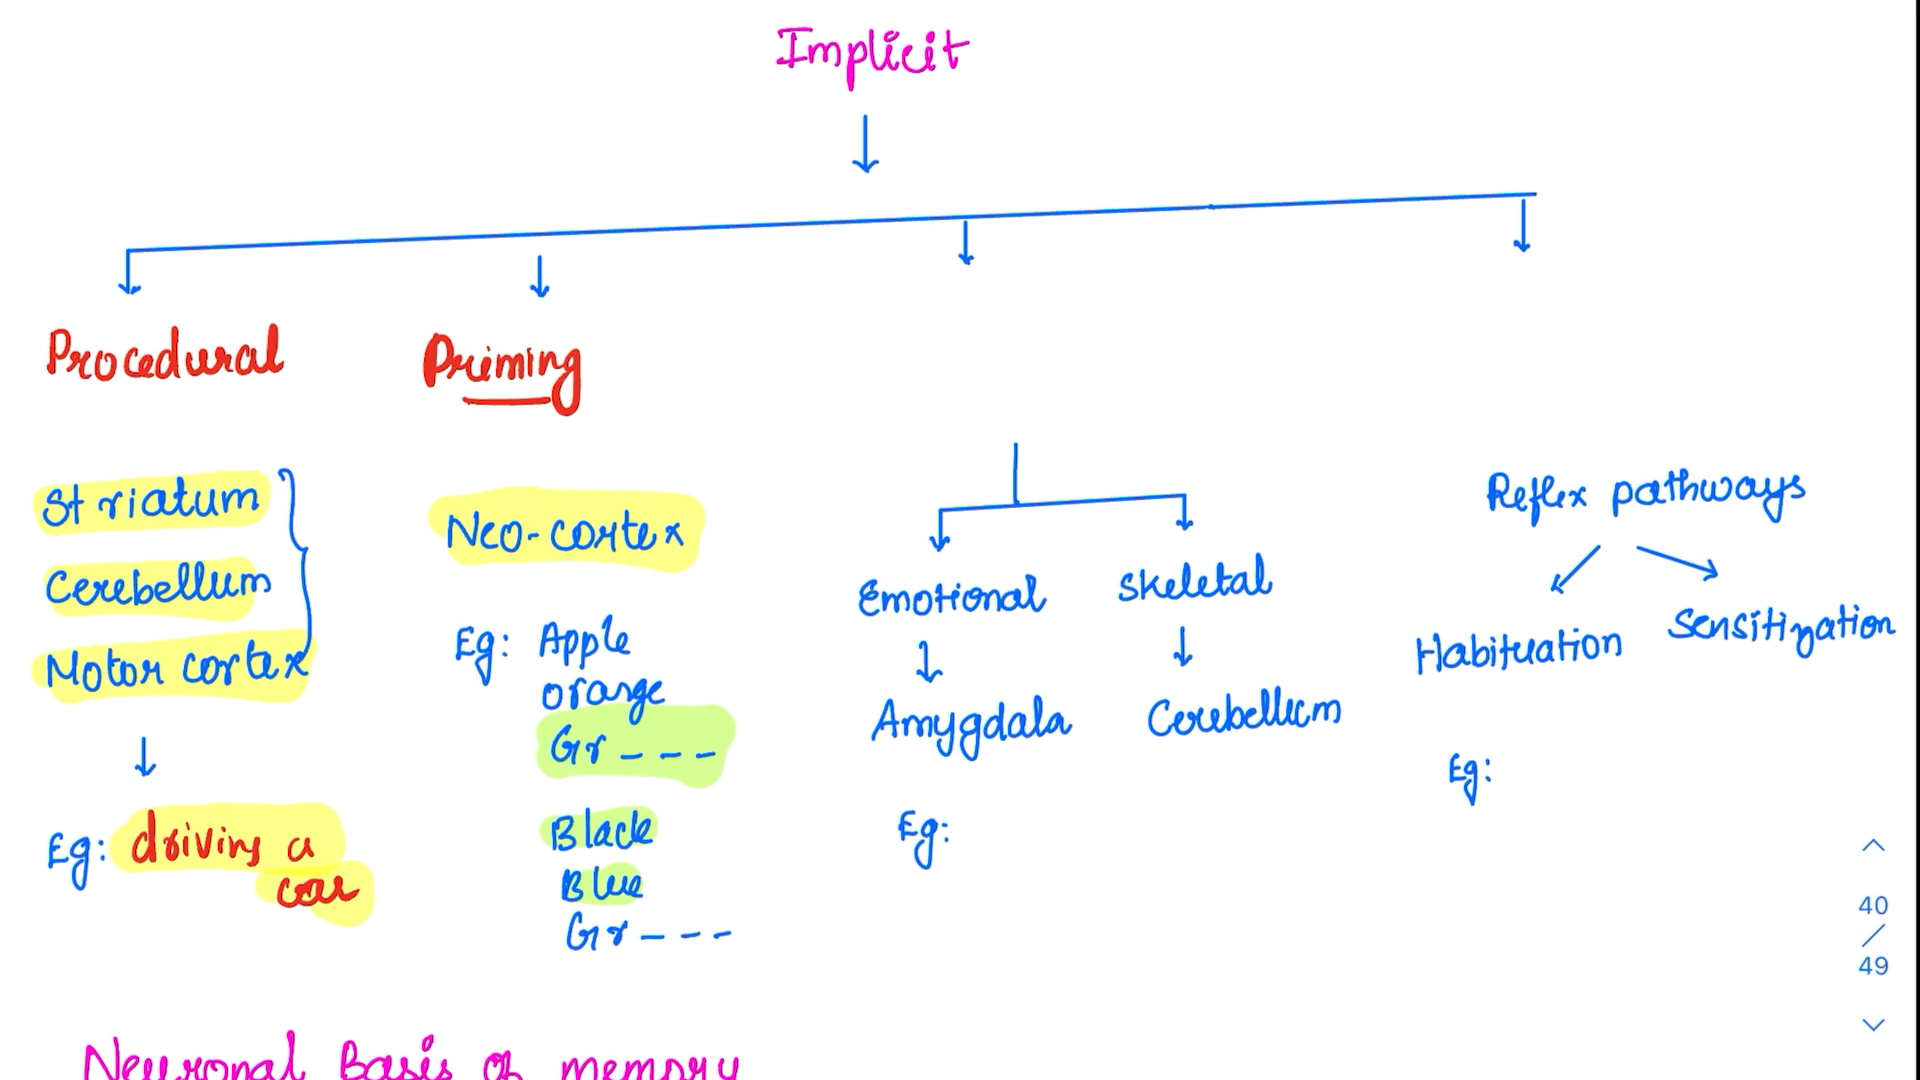 Implicit
Procedural
Priming
Striatum
Cerebellum
Motor cortex
Eg: driving a
car
Neo-cortex
Eg: Apple
orange
Gr _ _ _
Black
Blue
Gr _ _ _
Emotional
Skeletal
Amygdala
Cerebellum
Eg:
Reflex pathways
Habituation
Sensitization
Eg:
40
/
49
Neuronal Basis of memory